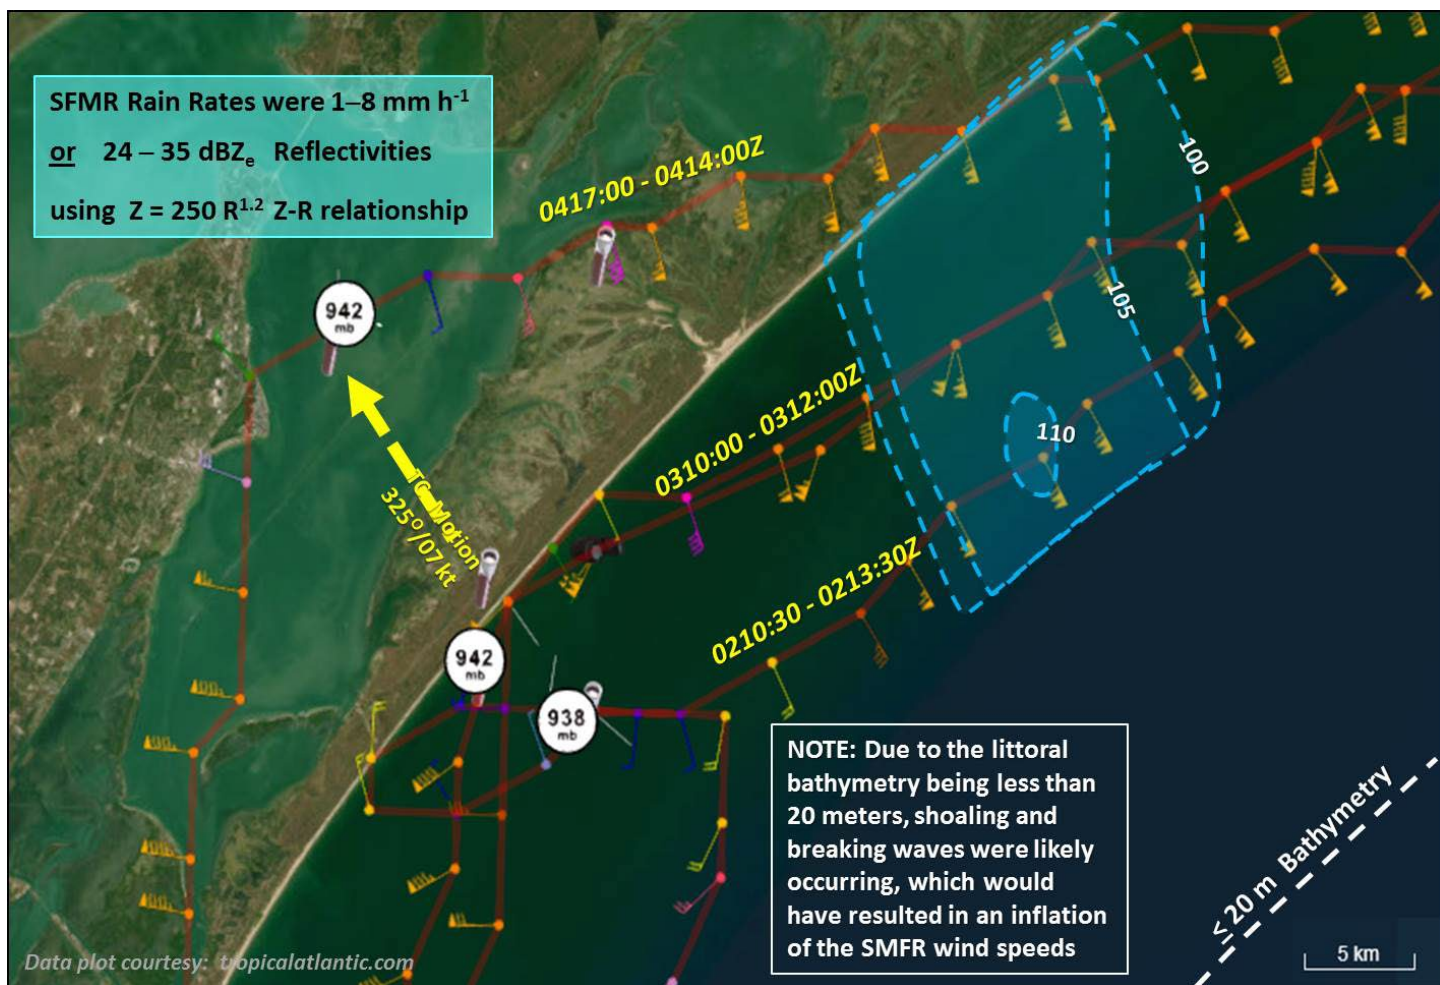 SFMR Rain Rates were 1–8 mm h-1
or 24 – 35 dBZe Reflectivities
using Z = 250 R1.2 Z-R relationship
0417:00 - 0414:00Z
100
105
942
mb
TC Motion
325º/07 kt
0310:00 - 0312:00Z
110
0210:30 - 0213:30Z
942
mb
938
mb
NOTE: Due to the littoral
bathymetry being less than
20 meters, shoaling and
breaking waves were likely
occurring, which would
have resulted in an inflation
of the SMFR wind speeds
≤ 20 m Bathymetry
5 km
Data plot courtesy: tropicalatlantic.com